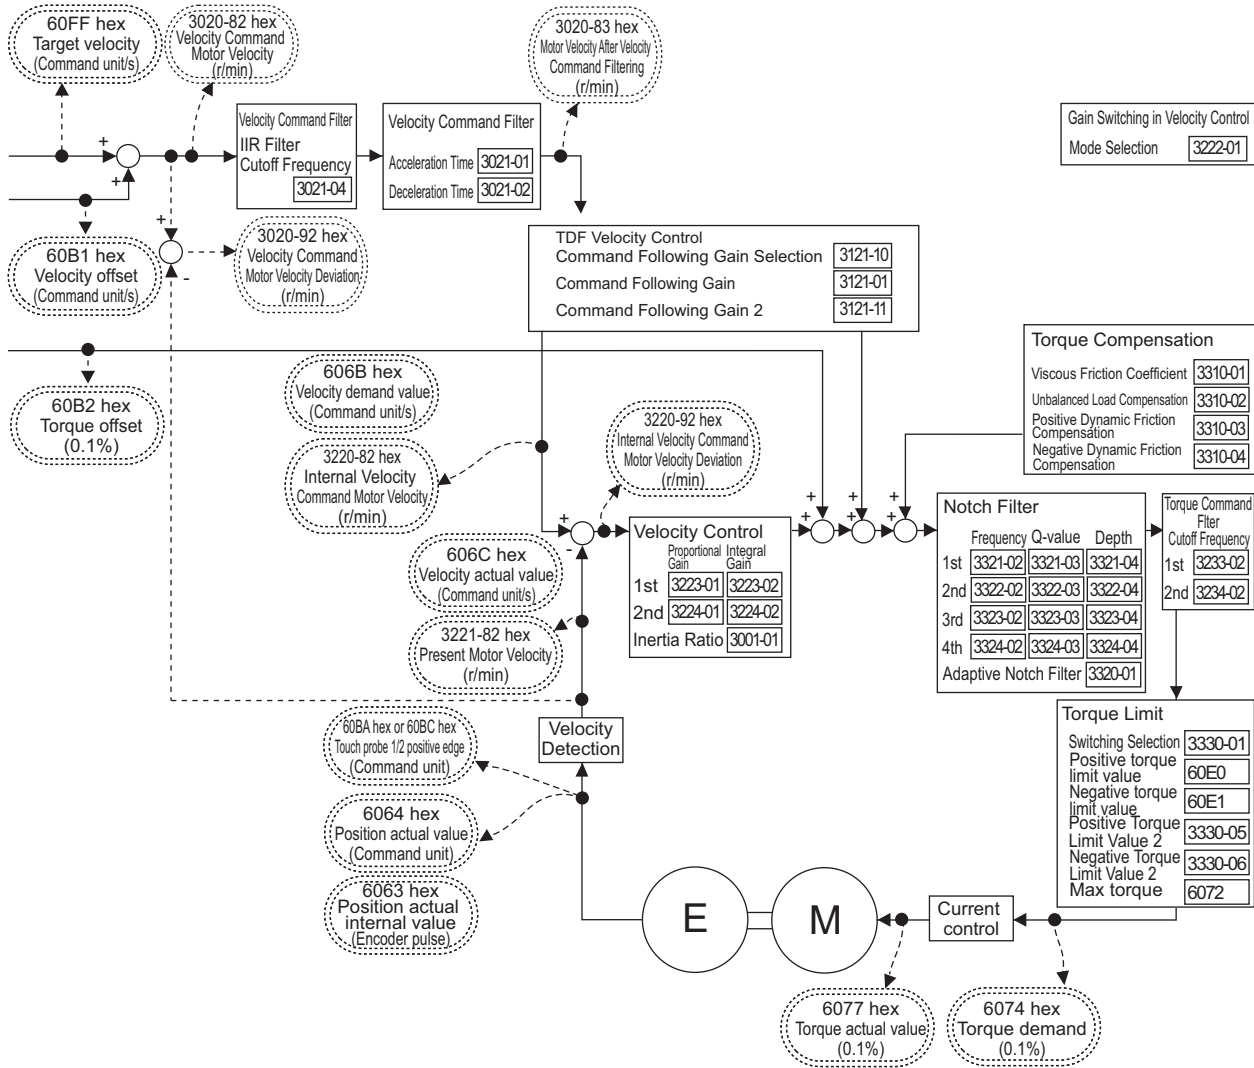 60FF hex
Target velocity
(Command unit/s)
3020-82 hex
Velocity Command
Motor Velocity
(r/min)
3020-83 hex
Motor Velocity After Velocity
Command Filtering
(r/min)
Velocity Command Filter
IIR Filter
Cutoff Frequency
3021-04
Velocity Command Filter
Acceleration Time 3021-01
Deceleration Time 3021-02
Gain Switching in Velocity Control
Mode Selection 3222-01
+
+
+
-
60B1 hex
Velocity offset
(Command unit/s)
3020-92 hex
Velocity Command
Motor Velocity Deviation
(r/min)
TDF Velocity Control
Command Following Gain Selection 3121-10
Command Following Gain 3121-01
Command Following Gain 2 3121-11
60B2 hex
Torque offset
(0.1%)
606B hex
Velocity demand value
(Command unit/s)
3220-82 hex
Internal Velocity
Command Motor Velocity
(r/min)
3220-92 hex
Internal Velocity Command
Motor Velocity Deviation
(r/min)
Torque Compensation
Viscous Friction Coefficient 3310-01
Unbalanced Load Compensation 3310-02
Positive Dynamic Friction
Compensation 3310-03
Negative Dynamic Friction
Compensation 3310-04
+
-
+
+
+
+
+
+
606C hex
Velocity actual value
(Command unit/s)
3221-82 hex
Present Motor Velocity
(r/min)
Velocity Control
Proportional Gain Integral Gain
1st 3223-01 3223-02
2nd 3224-01 3224-02
Inertia Ratio 3001-01
Notch Filter
Frequency Q-value Depth
1st 3321-02 3321-03 3321-04
2nd 3322-02 3322-03 3322-04
3rd 3323-02 3323-03 3323-04
4th 3324-02 3324-03 3324-04
Adaptive Notch Filter 3320-01
Torque Command
Flter
Cutoff Frequency
1st 3233-02
2nd 3234-02
60BA hex or 60BC hex
Touch probe 1/2 positive edge
(Command unit)
6064 hex
Position actual value
(Command unit)
6063 hex
Position actual
internal value
(Encoder pulse)
Velocity
Detection
Torque Limit
Switching Selection 3330-01
Positive torque
limit value 60E0
Negative torque
limit value 60E1
Positive Torque
Limit Value 2 3330-05
Negative Torque
Limit Value 2 3330-06
Max torque 6072
E
M
Current
control
6077 hex
Torque actual value
(0.1%)
6074 hex
Torque demand
(0.1%)